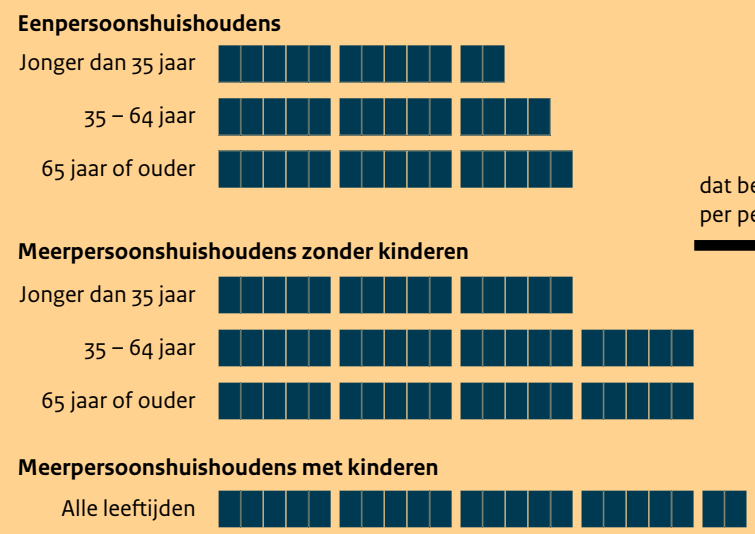 Eenpersoonshuishoudens
Jonger dan 35 jaar
35 – 64 jaar
65 jaar of ouder
dat be
per pe
Meerpersoonshuishoudens zonder kinderen
Jonger dan 35 jaar
35 – 64 jaar
65 jaar of ouder
Meerpersoonshuishoudens met kinderen
Alle leeftijden